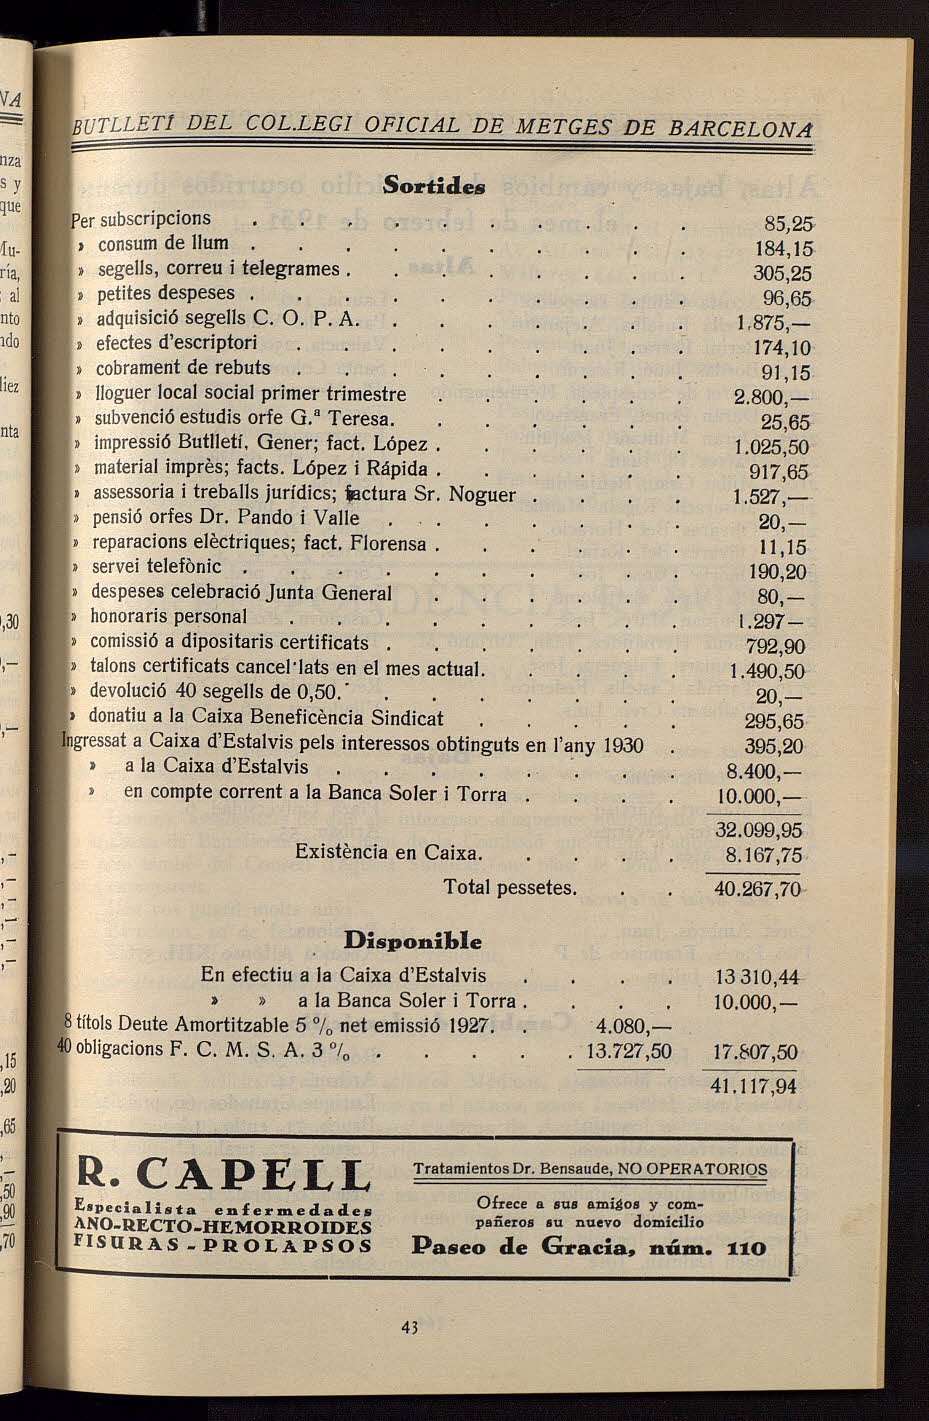 BUTLLETÍ DEL COL.LEGI OFICIAL DE METGES DE BARCELONA
Sortides
Per subscripcions . . . . . . . . . . 85,25
» consum de llum . . . . . . . . . . 184,15
» segells, correu i telegrames . . . . . . . . 305,25
» petites despeses . . . . . . . . . . 96,65
» adquisició segells C. O. P. A. . . . . . . . 1.875,—
» efectes d'escriptori . . . . . . . . . 174,10
» cobrament de rebuts . . . . . . . 91,15
» lloguer local social primer trimestre . . . . . . 2.800,—
» subvenció estudis orfe G.ª Teresa. . . . . . . 25,65
» impressió Butlletí, Gener; fact. López . . . . . . 1.025,50
» material imprès; facts. López i Rápida . . . . . . 917,65
» assessoria i treballs jurídics; factura Sr. Noguer . . . . 1.527,—
» pensió orfes Dr. Pando i Valle . . . . . . . 20,—
» reparacions elèctriques; fact. Florensa . . . . . . 11,15
» servei telefònic . . . . . . . . . . 190,20
» despeses celebració Junta General . . . . . . 80,—
» honoraris personal . . . . . . . . . 1.297—
» comissió a dipositaris certificats . . . . . . . 792,90
» talons certificats cancel·lats en el mes actual. . . . . 1.490,50
» devolució 40 segells de 0,50. . . . . . . . 20,—
» donatiu a la Caixa Beneficència Sindicat . . . . . 295,65
Ingressat a Caixa d'Estalvis pels interessos obtinguts en l'any 1930 . 395,20
» a la Caixa d'Estalvis . . . . . . . . 8.400,—
» en compte corrent a la Banca Soler i Torra . . . 10.000,—
32.099,95
Existència en Caixa. . . . . 8.167,75
Total pessetes. . . 40.267,70
Disponible
En efectiu a la Caixa d'Estalvis . . . . 13 310,44
» » a la Banca Soler i Torra . . . . 10.000,—
8 títols Deute Amortitzable 5 % net emissió 1927. . . 4.080,—
40 obligacions F. C. M. S. A. 3 % . . . . . 13.727,50 17.807,50
41.117,94
R. CAPELL
Especialista enfermedades
ANO-RECTO-HEMORROIDES
FISURAS - PROLAPSOS
Tratamientos Dr. Bensaude, NO OPERATORIOS
Ofrece a sus amigos y com-
pañeros su nuevo domicilio
Paseo de Gracia, núm. 110
43